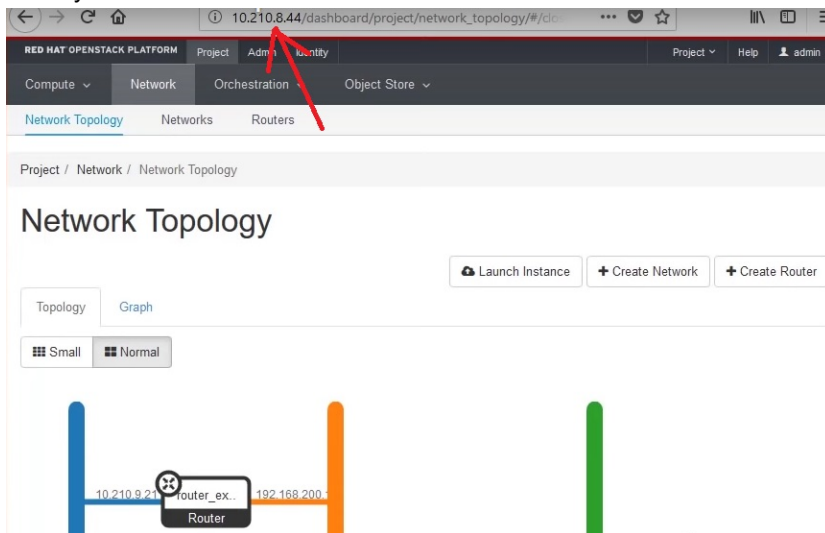 10.210.8.44/dashboard/project/network_topology/#/
RED HAT OPENSTACK PLATFORM Project Admin Identity Project Help admin
Compute Network Orchestration Object Store
Network Topology Networks Routers
Project / Network / Network Topology
Network Topology
Launch Instance + Create Network + Create Router
Topology Graph
Small Normal
10.210.9.21 router_ex.. 192.168.200.
Router